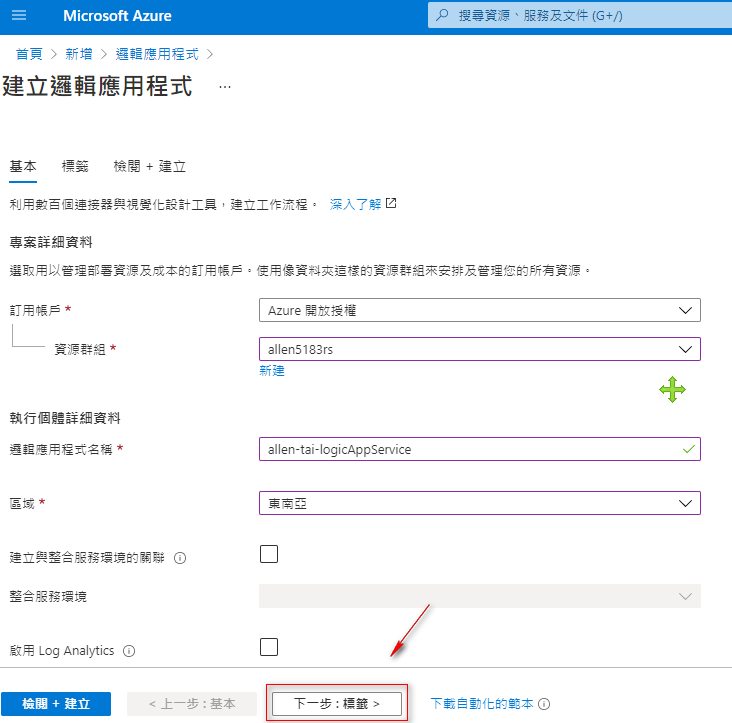 Microsoft Azure
搜尋資源、服務及文件 (G+/)
首頁 > 新增 > 邏輯應用程式 >
建立邏輯應用程式 ...
基本 標籤 檢閱 + 建立
利用數百個連接器與視覺化設計工具，建立工作流程。 深入了解
專案詳細資料
選取用以管理部署資源及成本的訂用帳戶。使用像資料夾這樣的資源群組來安排及管理您的所有資源。
訂用帳戶 * Azure 開放授權
資源群組 * allen5183rs
新建
執行個體詳細資料
邏輯應用程式名稱 * allen-tai-logicAppService
區域 * 東南亞
建立與整合服務環境的關聯
整合服務環境
啟用 Log Analytics
檢閱 + 建立 < 上一步 : 基本 下一步 : 標籤 > 下載自動化的範本